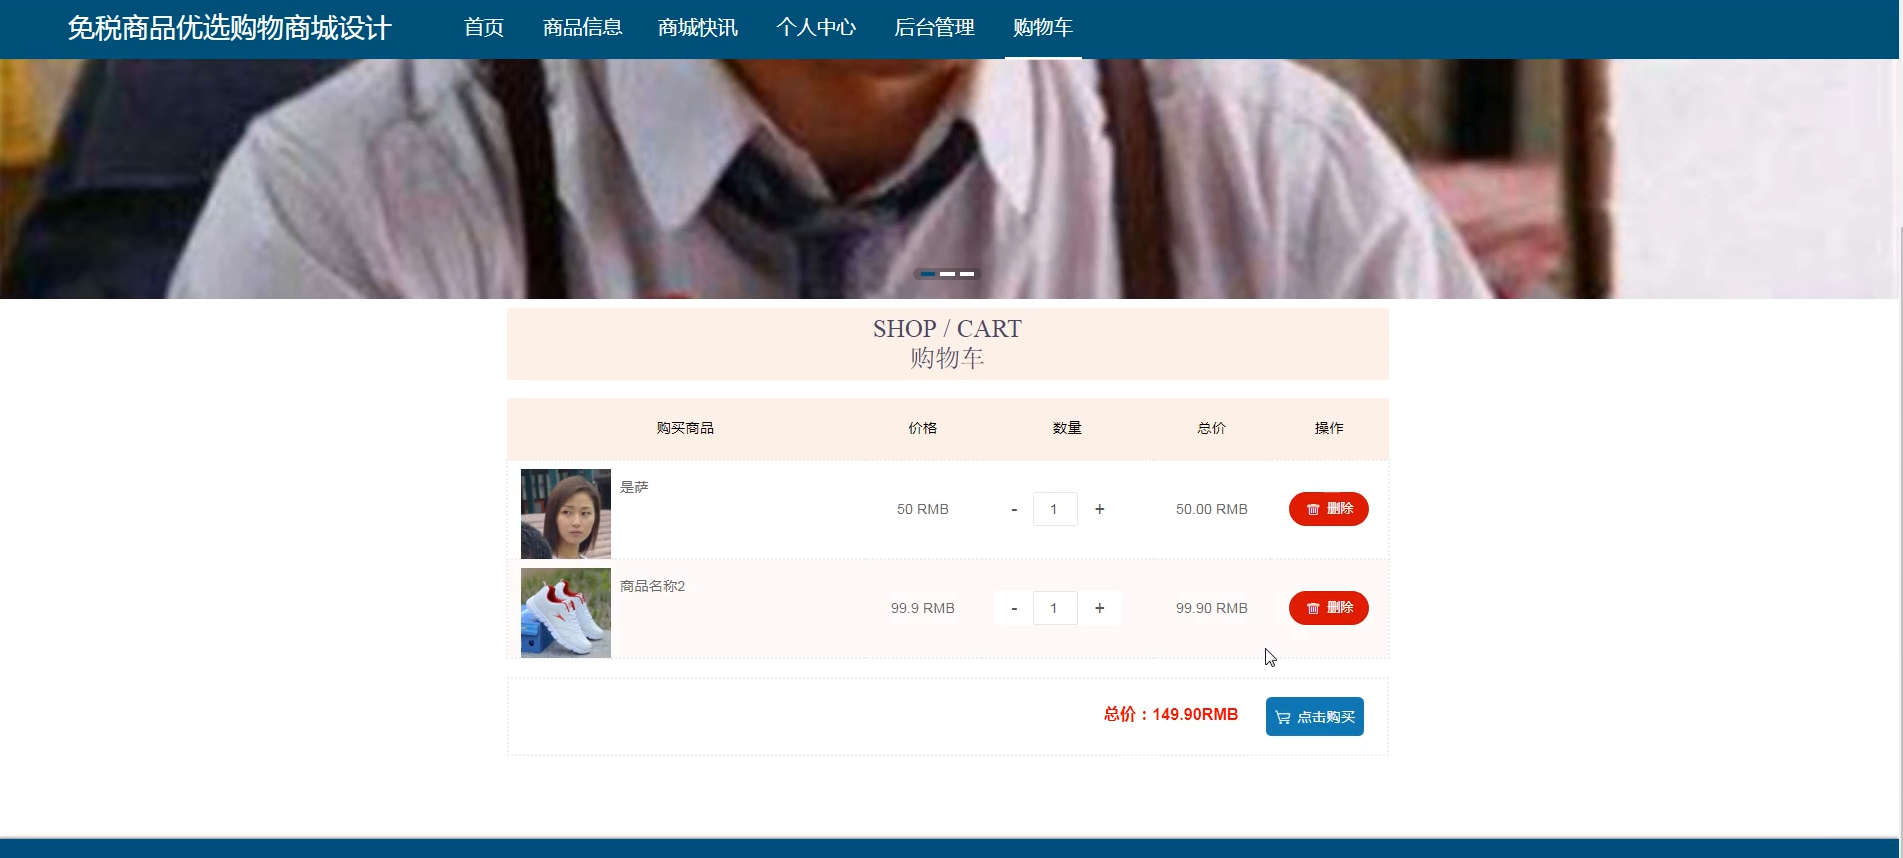 免税商品优选购物商城设计 首页 商品信息 商城快讯 个人中心 后台管理 购物车
SHOP / CART
购物车
购买商品 价格 数量 总价 操作
是萨
50 RMB - 1 + 50.00 RMB 删除
商品名称2
99.9 RMB - 1 + 99.90 RMB 删除
总价：149.90RMB 点击购买